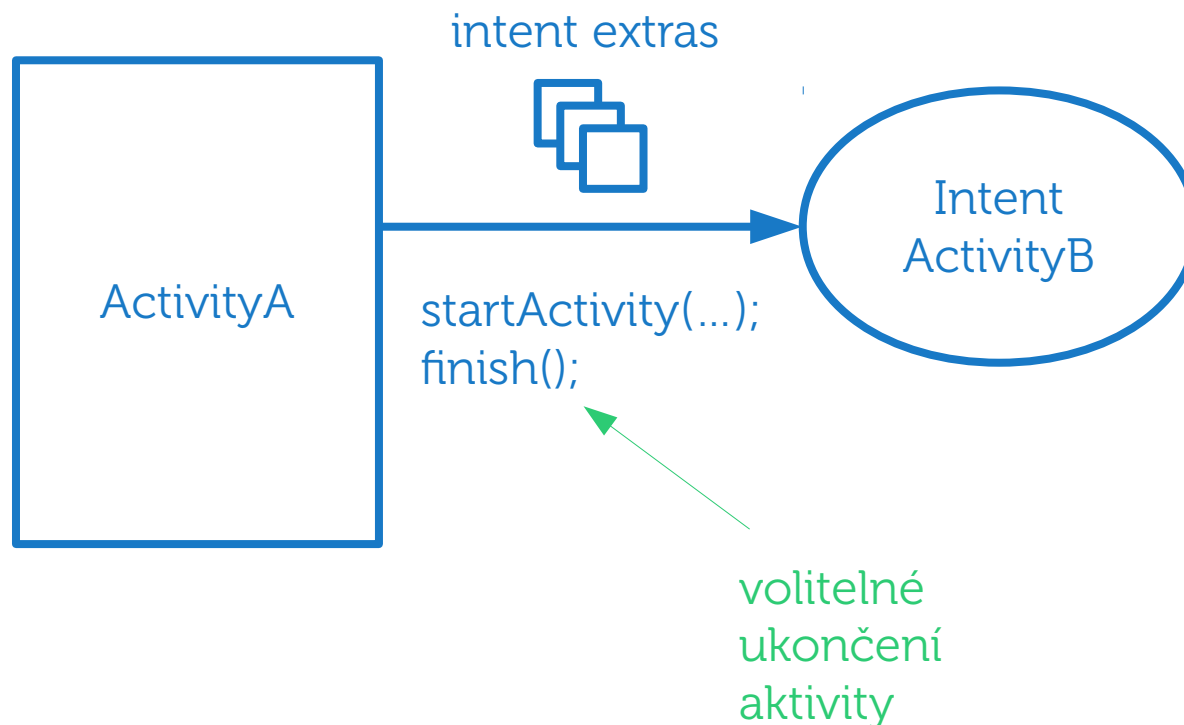 intent extras
ActivityA
startActivity(...);
finish();
Intent
ActivityB
volitelné
ukončení
aktivity